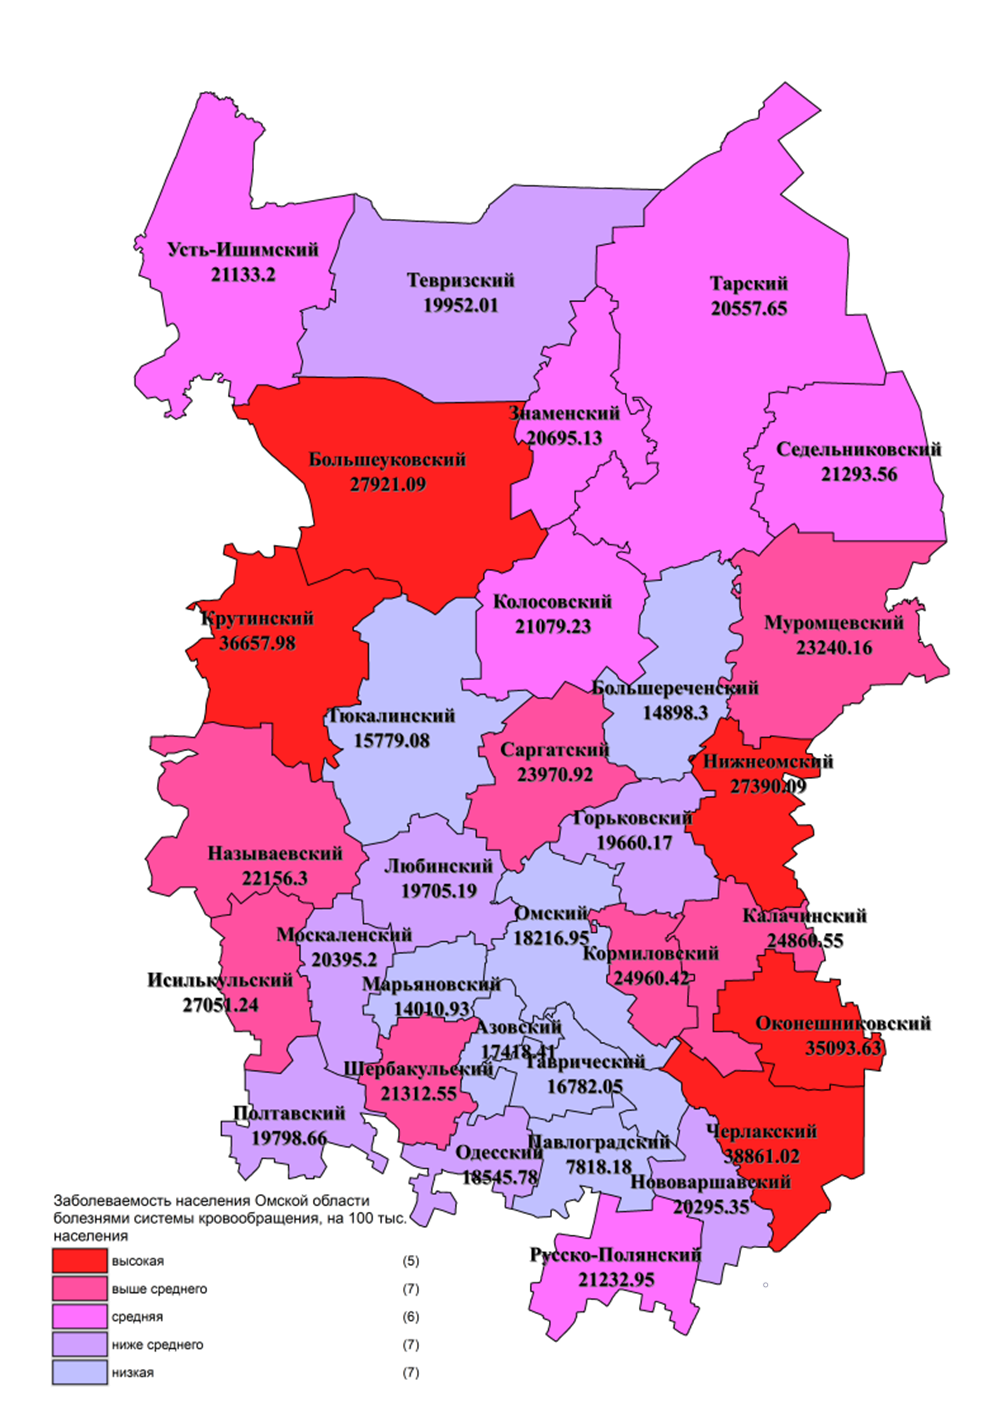 Усть-Ишимский
21133.2
Тевризский
19952.01
Тарский
20557.65
Знаменский
20695.13
Седельниковский
21293.56
Большеуковский
27921.09
Колосовский
21079.23
Крутинский
36657.98
Муромцевский
23240.16
Большереченский
14898.3
Тюкалинский
15779.08
Саргатский
23970.92
Нижнеомский
27390.09
Горьковский
19660.17
Называевский
22156.3
Любинский
19705.19
Омский
18216.95
Калачинский
24860.55
Москаленский
20395.2
Кормиловский
24960.42
Исилькульский
27051.24
Марьяновский
14010.93
Азовский
17418.41
Оконешниковский
35093.63
Таврический
16782.05
Шербакульский
21312.55
Полтавский
19798.66
Черлакский
38861.02
Павлоградский
7818.18
Одесский
18545.78
Нововаршавский
20295.35
Русско-Полянский
21232.95
Заболеваемость населения Омской области
болезнями системы кровообращения, на 100 тыс.
населения
высокая (5)
выше среднего (7)
средняя (6)
ниже среднего (7)
низкая (7)